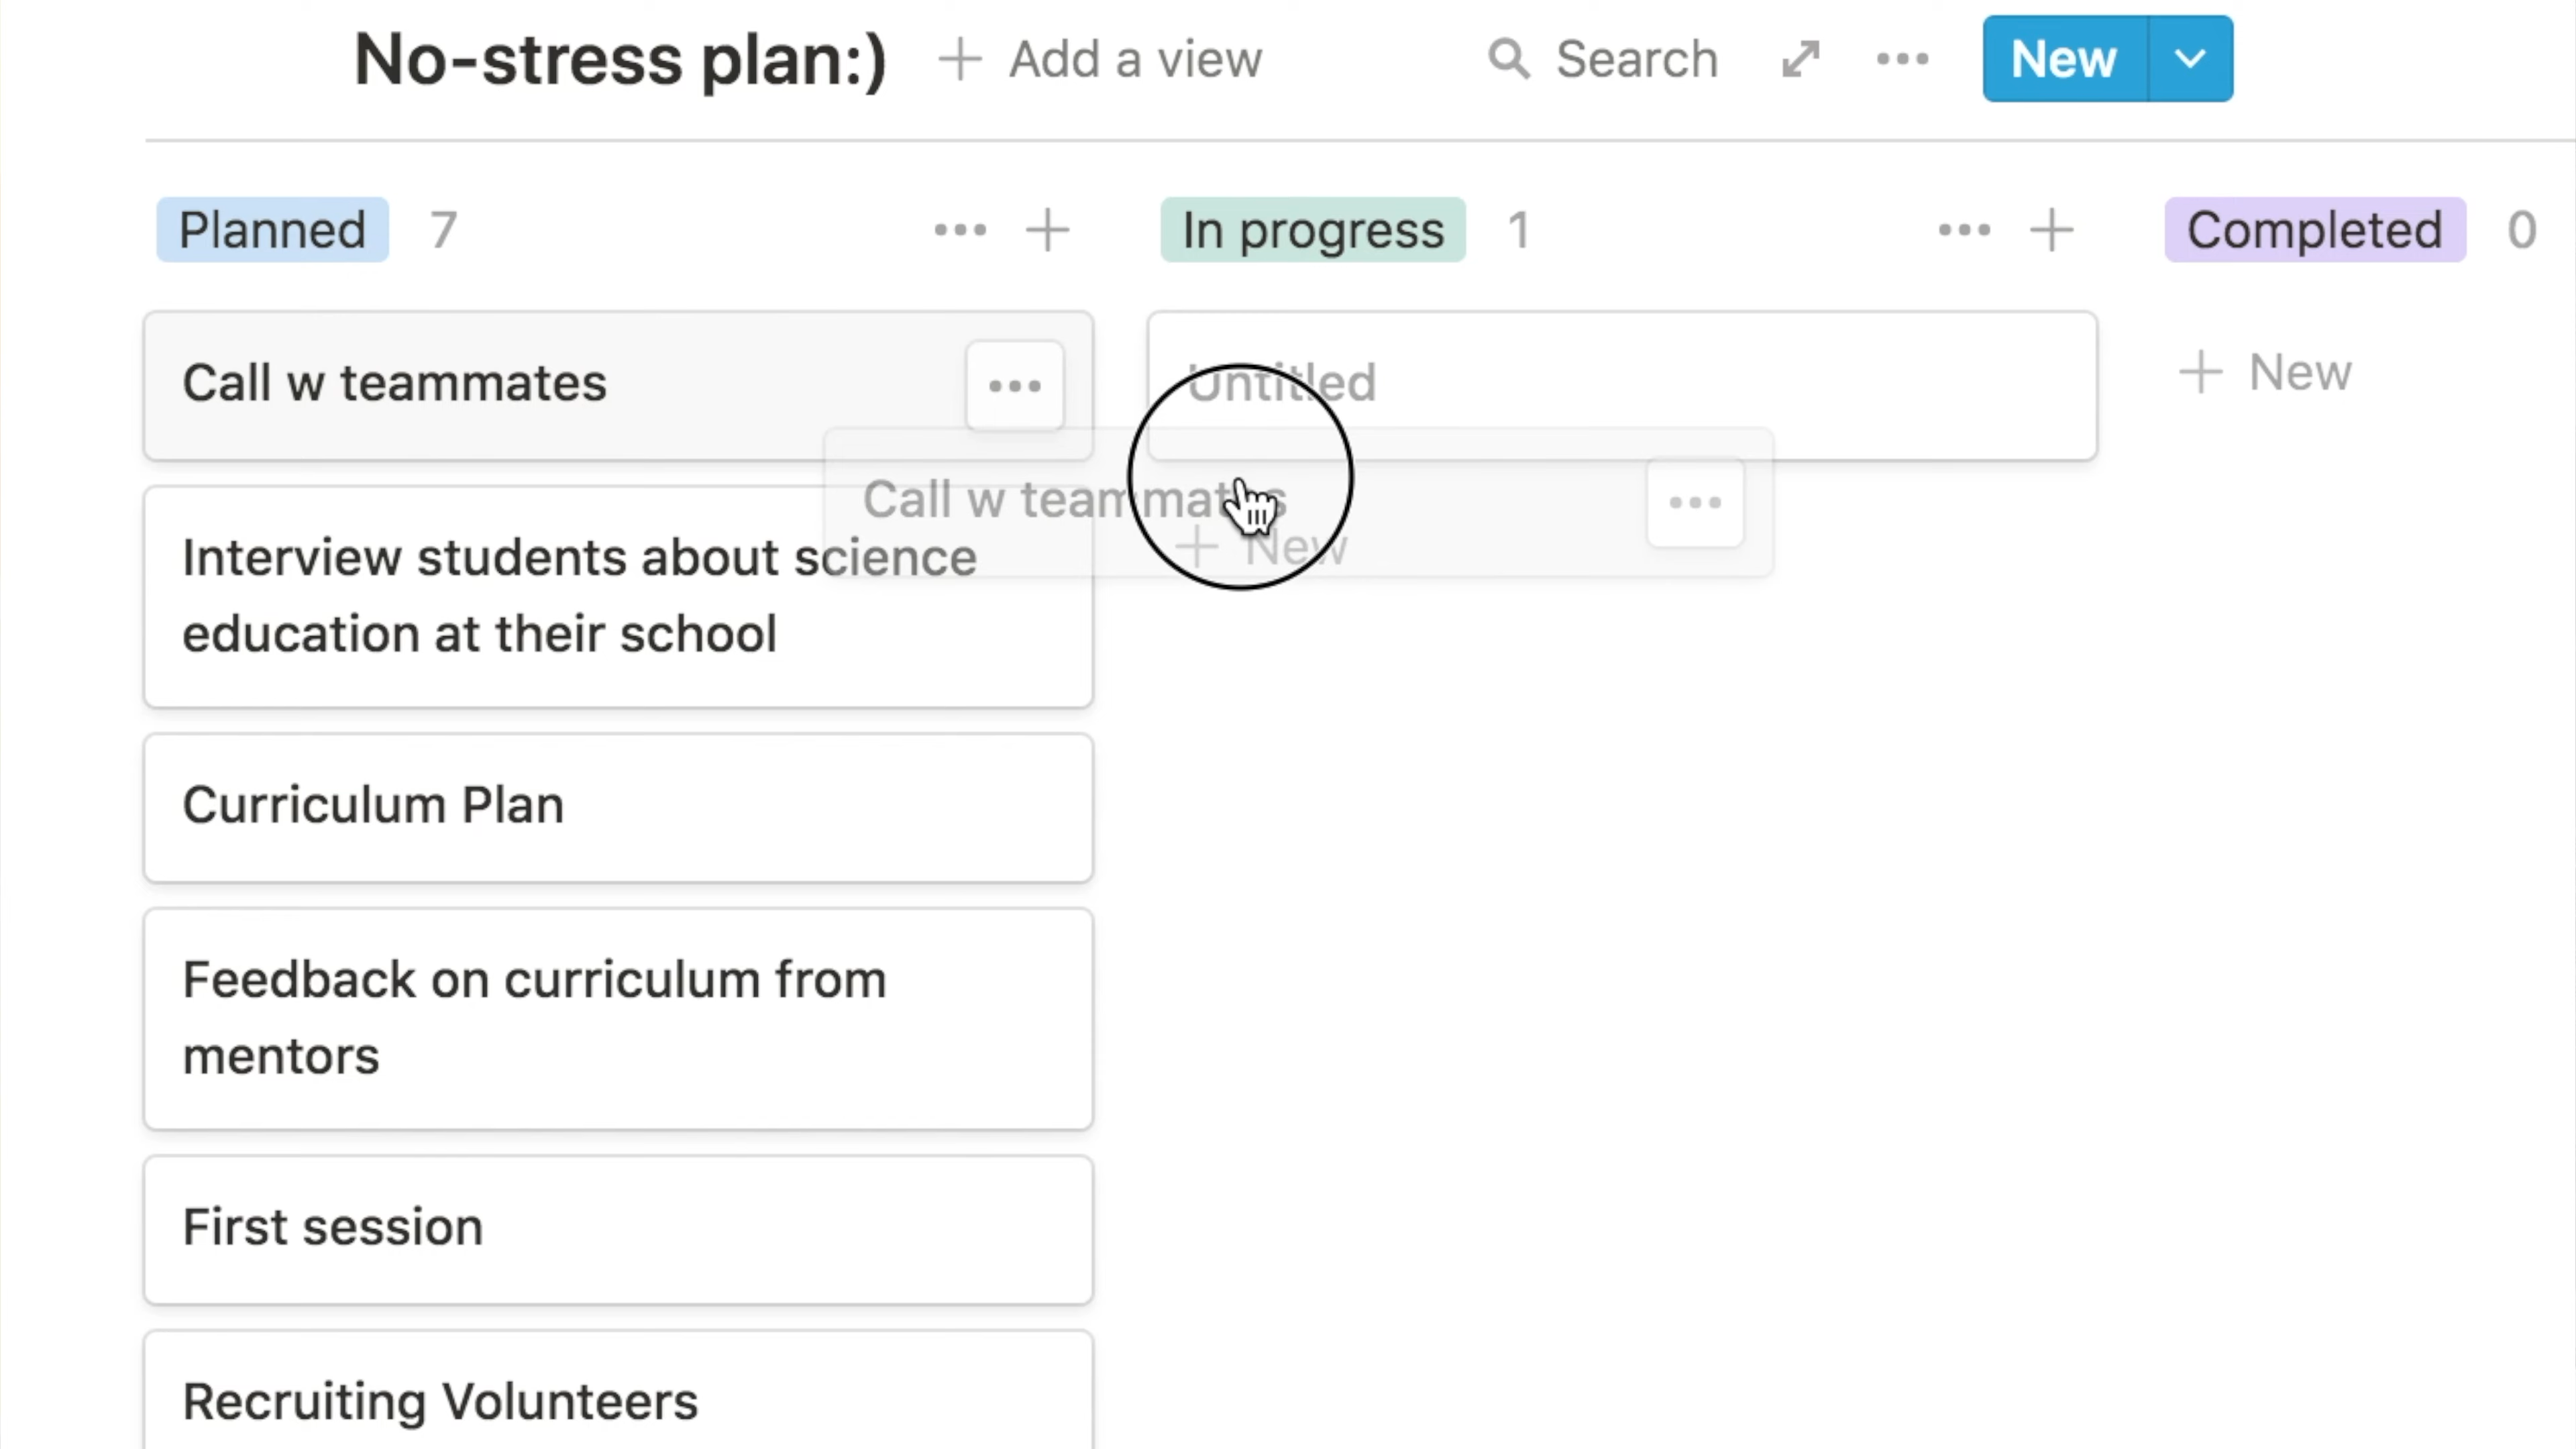 No-stress plan:) + Add a view Search New
Planned 7
In progress 1
Completed 0
Call w teammates
Interview students about science
education at their school
Curriculum Plan
Feedback on curriculum from
mentors
First session
Recruiting Volunteers
Untitled
Call w teammates
+ New
+ New